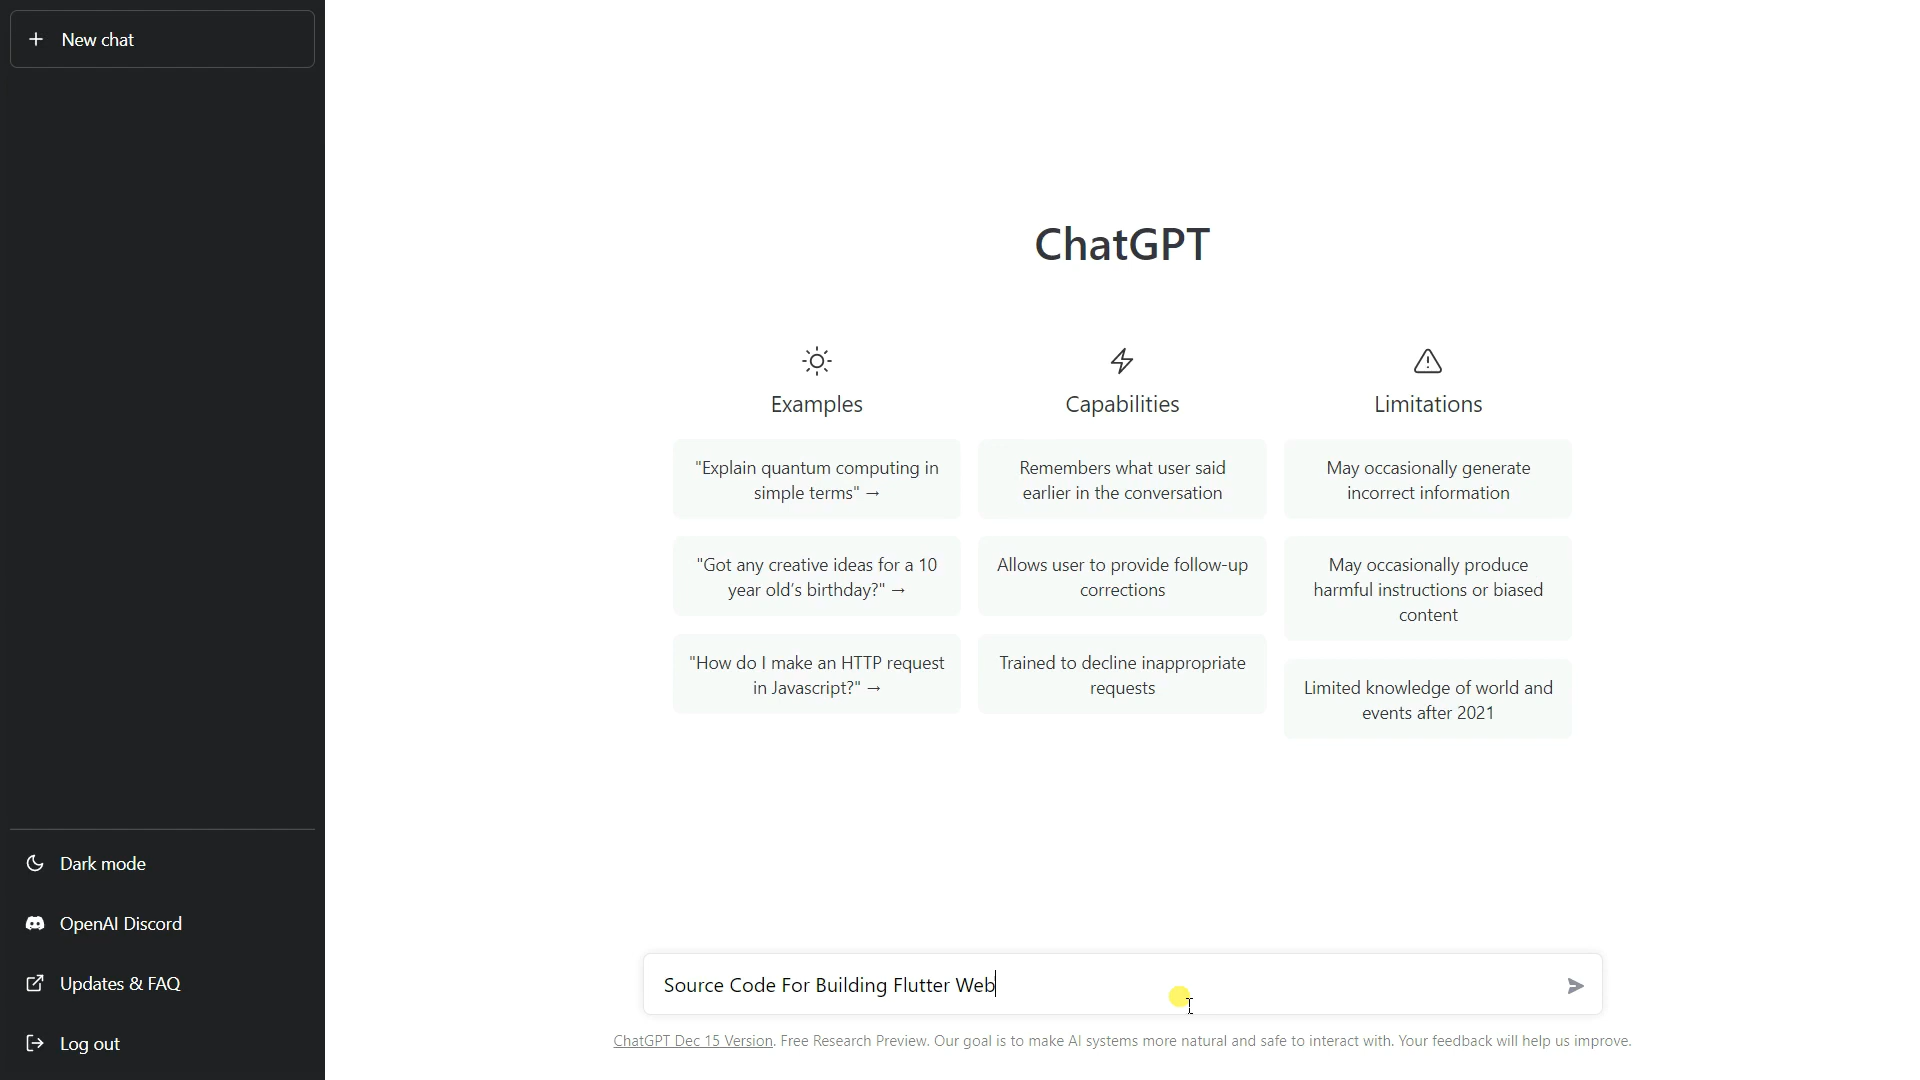 New chat
ChatGPT
Examples
"Explain quantum computing in
simple terms" →
"Got any creative ideas for a 10
year old's birthday?" →
"How do I make an HTTP request
in Javascript?" →
Capabilities
Remembers what user said
earlier in the conversation
Allows user to provide follow-up
corrections
Trained to decline inappropriate
requests
Limitations
May occasionally generate
incorrect information
May occasionally produce
harmful instructions or biased
content
Limited knowledge of world and
events after 2021
Dark mode
OpenAI Discord
Updates & FAQ
Log out
Source Code For Building Flutter Web
ChatGPT Dec 15 Version. Free Research Preview. Our goal is to make AI systems more natural and safe to interact with. Your feedback will help us improve.